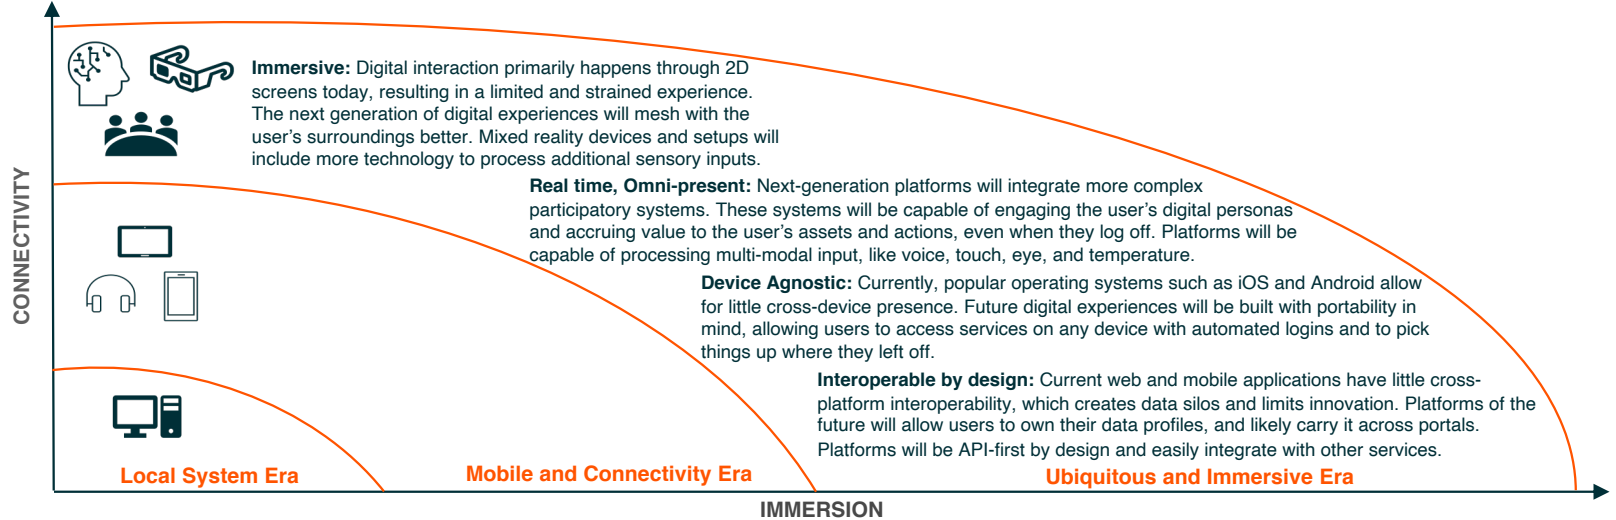 CONNECTIVITY
Immersive: Digital interaction primarily happens through 2D
screens today, resulting in a limited and strained experience.
The next generation of digital experiences will mesh with the
user's surroundings better. Mixed reality devices and setups will
include more technology to process additional sensory inputs.
Real time, Omni-present: Next-generation platforms will integrate more complex
participatory systems. These systems will be capable of engaging the user's digital personas
and accruing value to the user's assets and actions, even when they log off. Platforms will be
capable of processing multi-modal input, like voice, touch, eye, and temperature.
Device Agnostic: Currently, popular operating systems such as iOS and Android allow
for little cross-device presence. Future digital experiences will be built with portability in
mind, allowing users to access services on any device with automated logins and to pick
things up where they left off.
Interoperable by design: Current web and mobile applications have little cross-
platform interoperability, which creates data silos and limits innovation. Platforms of the
future will allow users to own their data profiles, and likely carry it across portals.
Platforms will be API-first by design and easily integrate with other services.
Local System Era
Mobile and Connectivity Era
Ubiquitous and Immersive Era
IMMERSION